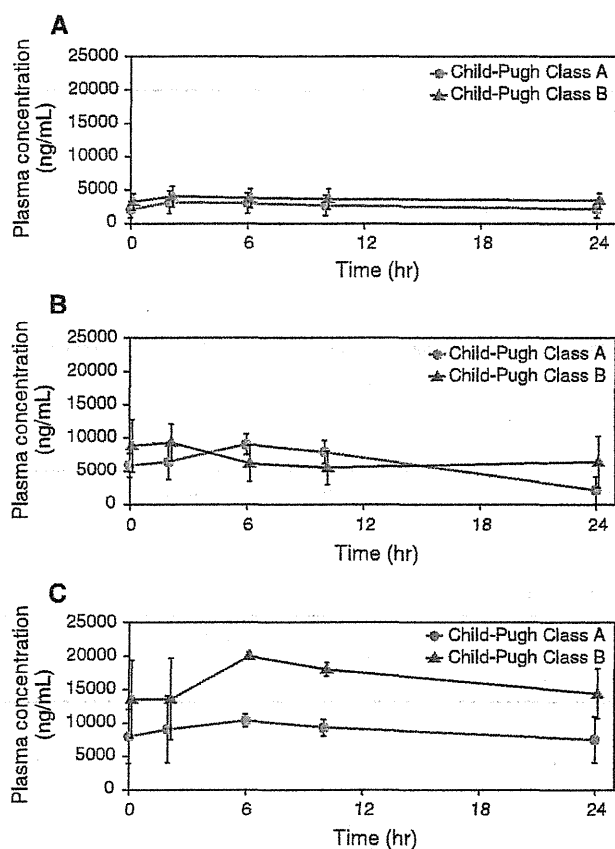 A
Plasma concentration
(ng/mL)
25000
20000
15000
10000
5000
0
Child-Pugh Class A
Child-Pugh Class B
0 6 12 18 24
Time (hr)
B
Plasma concentration
(ng/mL)
25000
20000
15000
10000
5000
0
Child-Pugh Class A
Child-Pugh Class B
0 6 12 18 24
Time (hr)
C
Plasma concentration
(ng/mL)
25000
20000
15000
10000
5000
0
Child-Pugh Class A
Child-Pugh Class B
0 6 12 18 24
Time (hr)